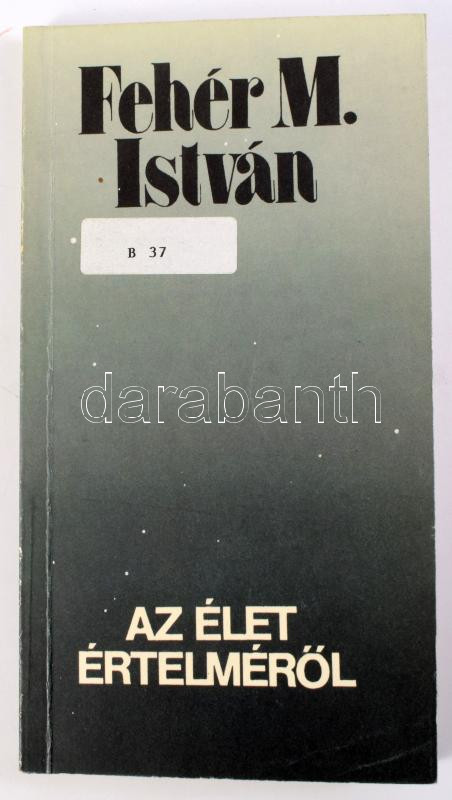 Fehér M.
István
B 37
darabanth
AZ ÉLET
ÉRTELMÉRŐL